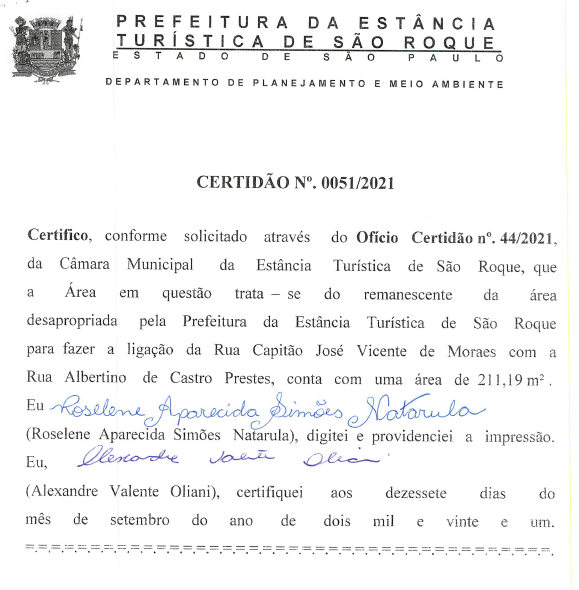 PREFEITURA DA ESTÂNCIA
TURÍSTICA DE SÃO ROQUE
ESTADO DE SÃO PAULO
DEPARTAMENTO DE PLANEJAMENTO E MEIO AMBIENTE
CERTIDÃO Nº. 0051/2021
Certifico, conforme solicitado através do Ofício Certidão nº. 44/2021,
da Câmara Municipal da Estância Turística de São Roque, que
a Área em questão trata – se do remanescente da área
desapropriada pela Prefeitura da Estância Turística de São Roque
para fazer a ligação da Rua Capitão José Vicente de Moraes com a
Rua Albertino de Castro Prestes, conta com uma área de 211,19 m².
Eu Roselene Aparecida Simões Natarula
(Roselene Aparecida Simões Natarula), digitei e providenciei a impressão.
Eu, Alexandre Valente Oliani
(Alexandre Valente Oliani), certifiquei aos dezessete dias do
mês de setembro do ano de dois mil e vinte e um.